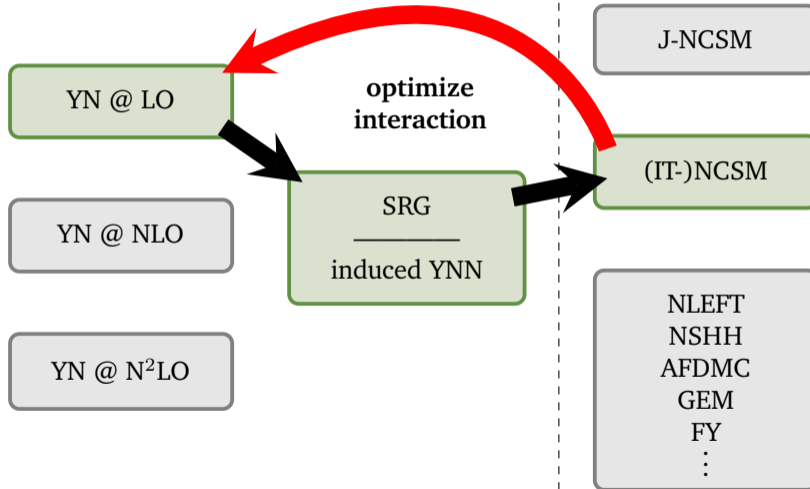 J-NCSM
YN @ LO
optimize
interaction
(IT-)NCSM
SRG
induced YNN
YN @ NLO
YN @ N²LO
NLEFT
NSHH
AFDMC
GEM
FY
⋮